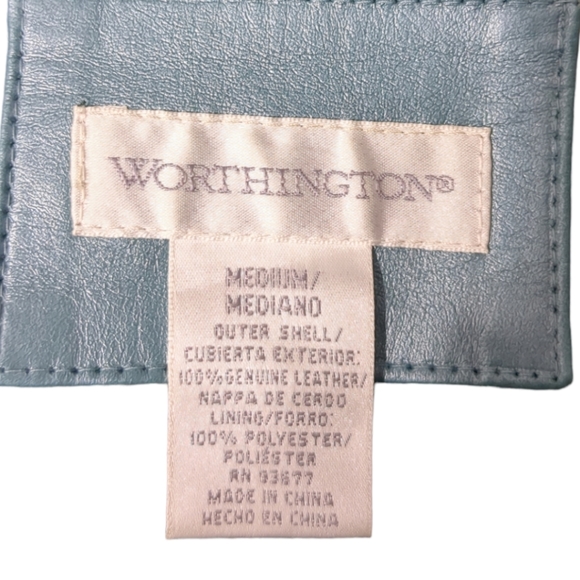 WORTHINGTON®
MEDIUM/
MEDIANO
OUTER SHELL/
CUBIERTA EXTERIOR:
100% GENUINE LEATHER/
NAPPA DE CERDO
LINING/FORRO:
100% POLYESTER/
POLIÉSTER
RN 93677
MADE IN CHINA
HECHO EN CHINA